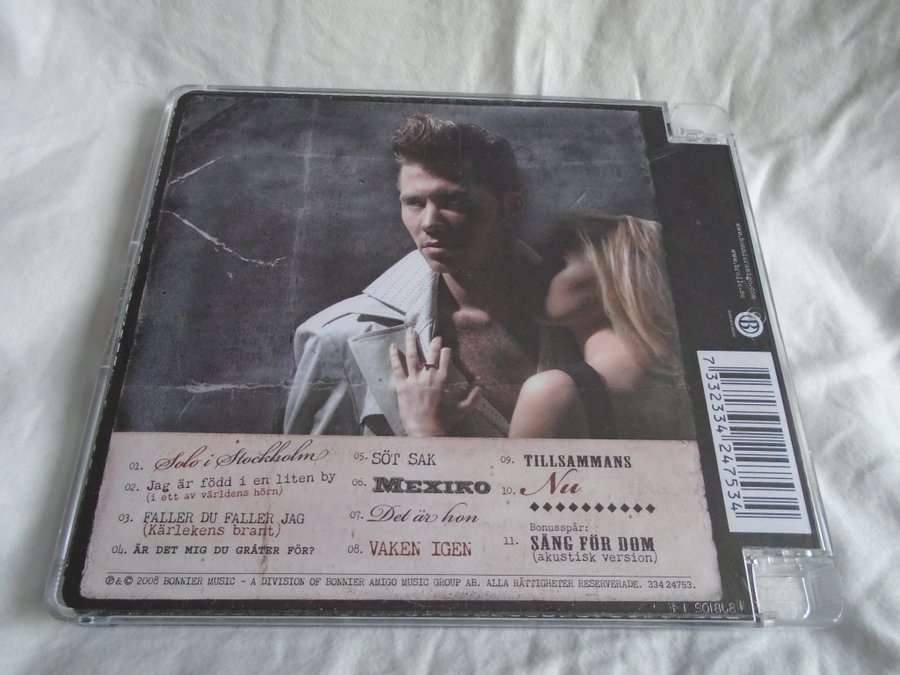 01. Solo i Stockholm
02. Jag är född i en liten by
(i ett av världens hörn)
03. FALLER DU FALLER JAG
(Kärlekens brant)
04. ÄR DET MIG DU GRÅTER FÖR?
05. SÖT SAK
06. MEXIKO
07. Det är hon
08. VAKEN IGEN
09. TILLSAMMANS
10. Nu
Bonusspår:
11. SÅNG FÖR DOM
(akustisk version)
℗ & © 2008 BONNIER MUSIC – A DIVISION OF BONNIER AMIGO MUSIC GROUP AB. ALLA RÄTTIGHETER RESERVERADE. 334 24753.
www.bonnieramigo.com
7 332334 247534